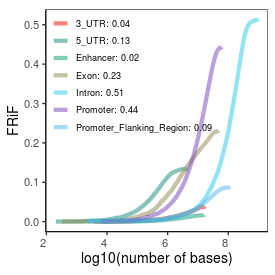 0.5
0.4
0.3
0.2
0.1
0.0
FRiF
3_UTR: 0.04
5_UTR: 0.13
Enhancer: 0.02
Exon: 0.23
Intron: 0.51
Promoter: 0.44
Promoter_Flanking_Region: 0.09
2 4 6 8
log10(number of bases)